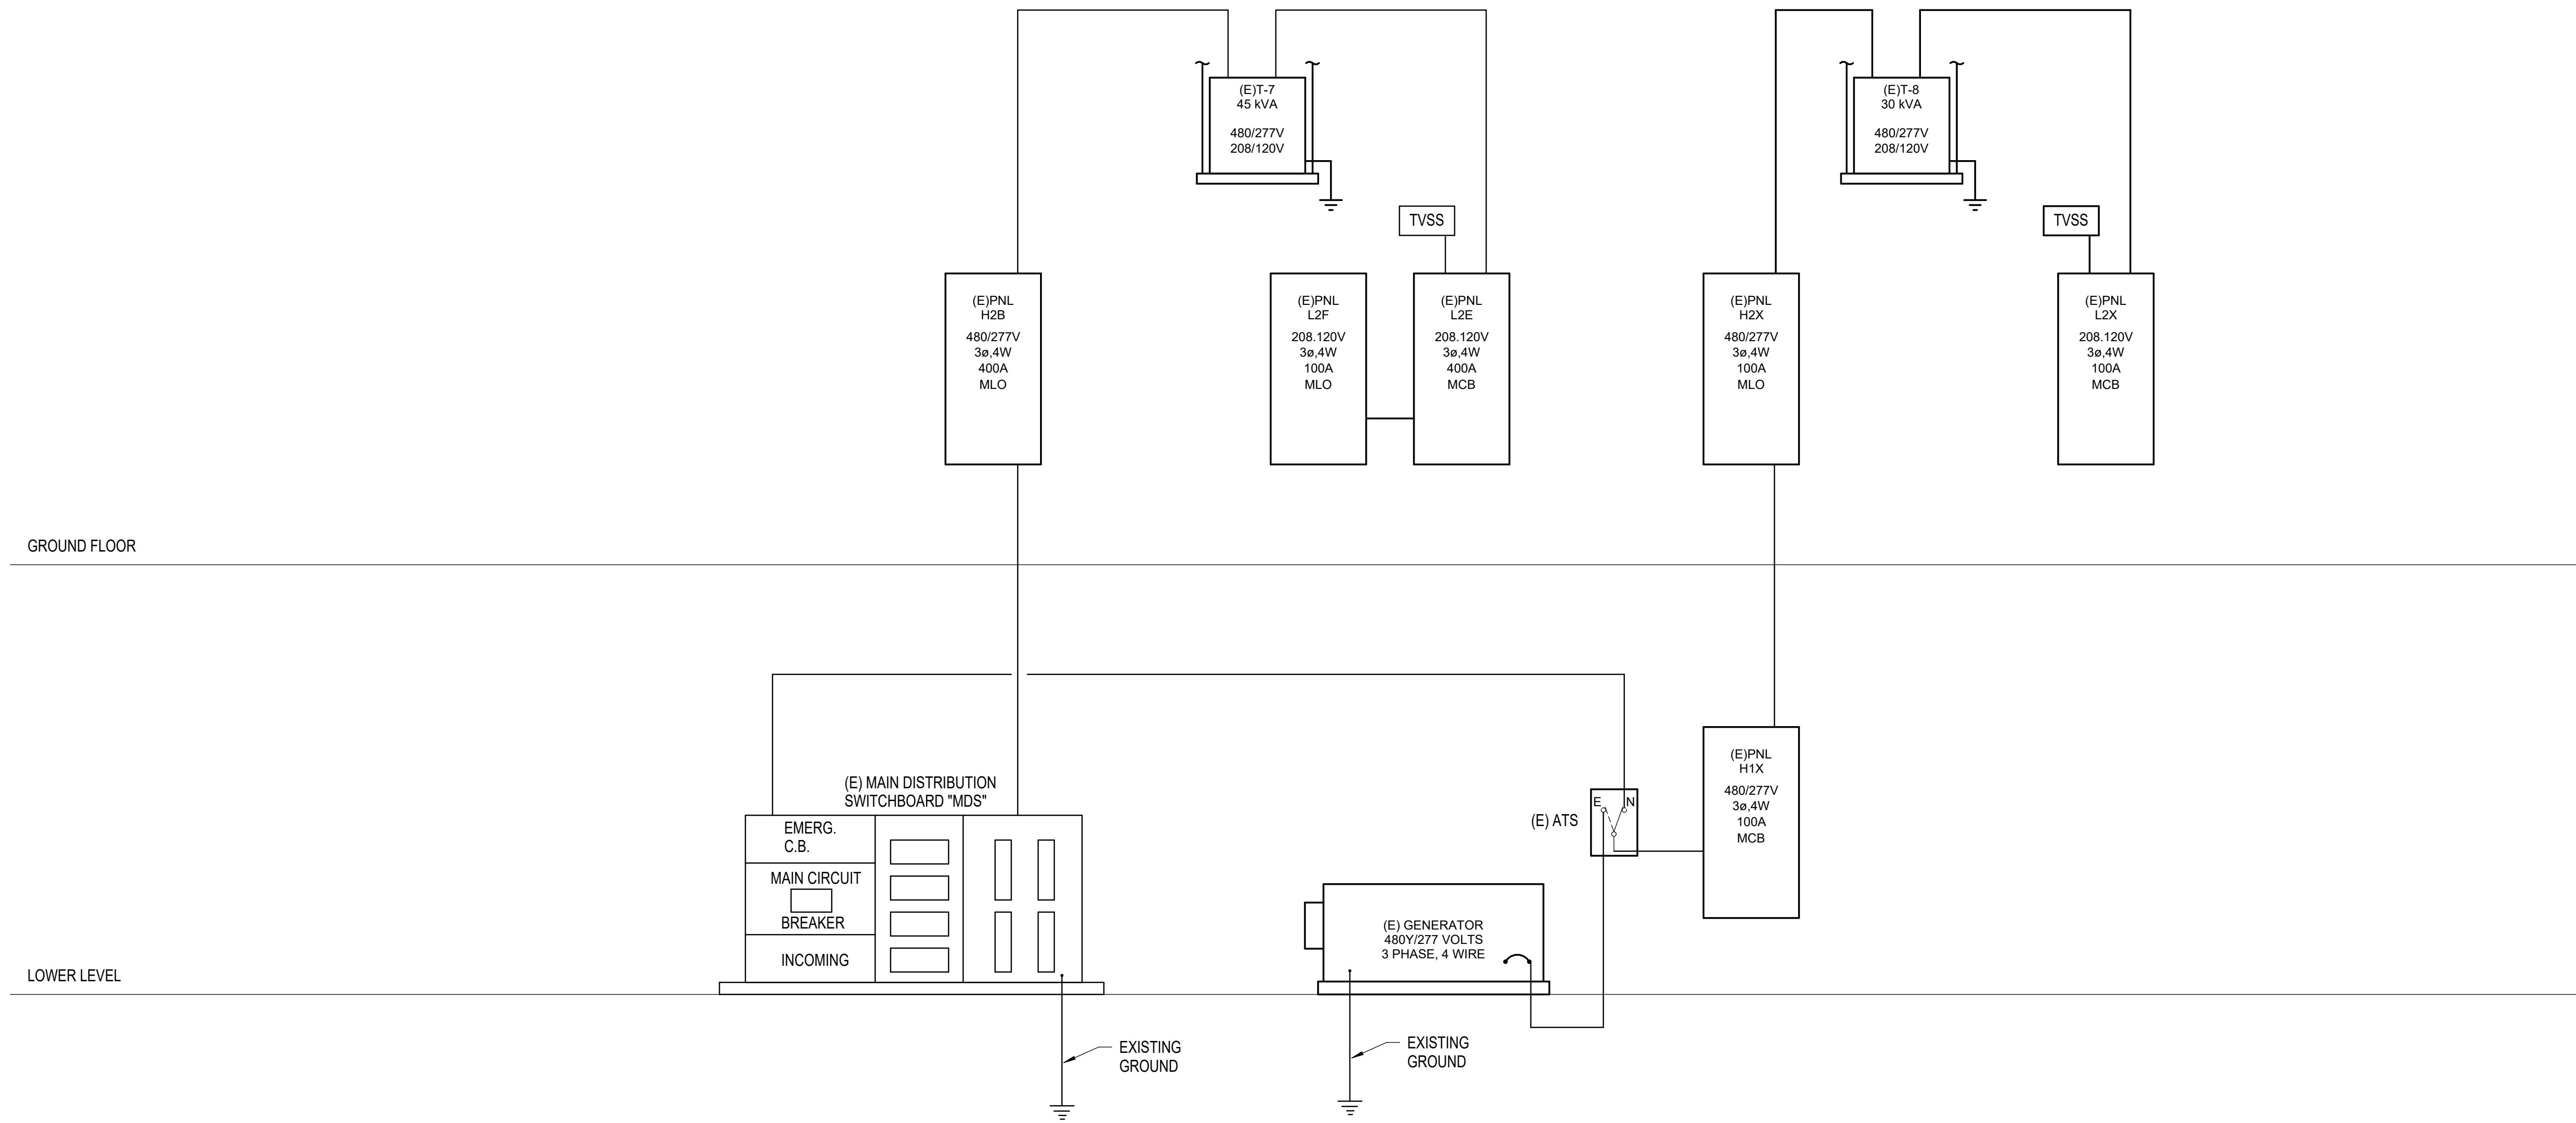 (E)T-7
45 kVA
480/277V
208/120V
(E)T-8
30 kVA
480/277V
208/120V
TVSS
TVSS
(E)PNL
H2B
480/277V
3ø,4W
400A
MLO
(E)PNL
L2F
208.120V
3ø,4W
100A
MLO
(E)PNL
L2E
208.120V
3ø,4W
400A
MCB
(E)PNL
H2X
480/277V
3ø,4W
100A
MLO
(E)PNL
L2X
208.120V
3ø,4W
100A
MCB
GROUND FLOOR
(E) MAIN DISTRIBUTION
SWITCHBOARD "MDS"
EMERG.
C.B.
MAIN CIRCUIT
BREAKER
INCOMING
(E) ATS
E N
(E)PNL
H1X
480/277V
3ø,4W
100A
MCB
(E) GENERATOR
480Y/277 VOLTS
3 PHASE, 4 WIRE
LOWER LEVEL
EXISTING
GROUND
EXISTING
GROUND